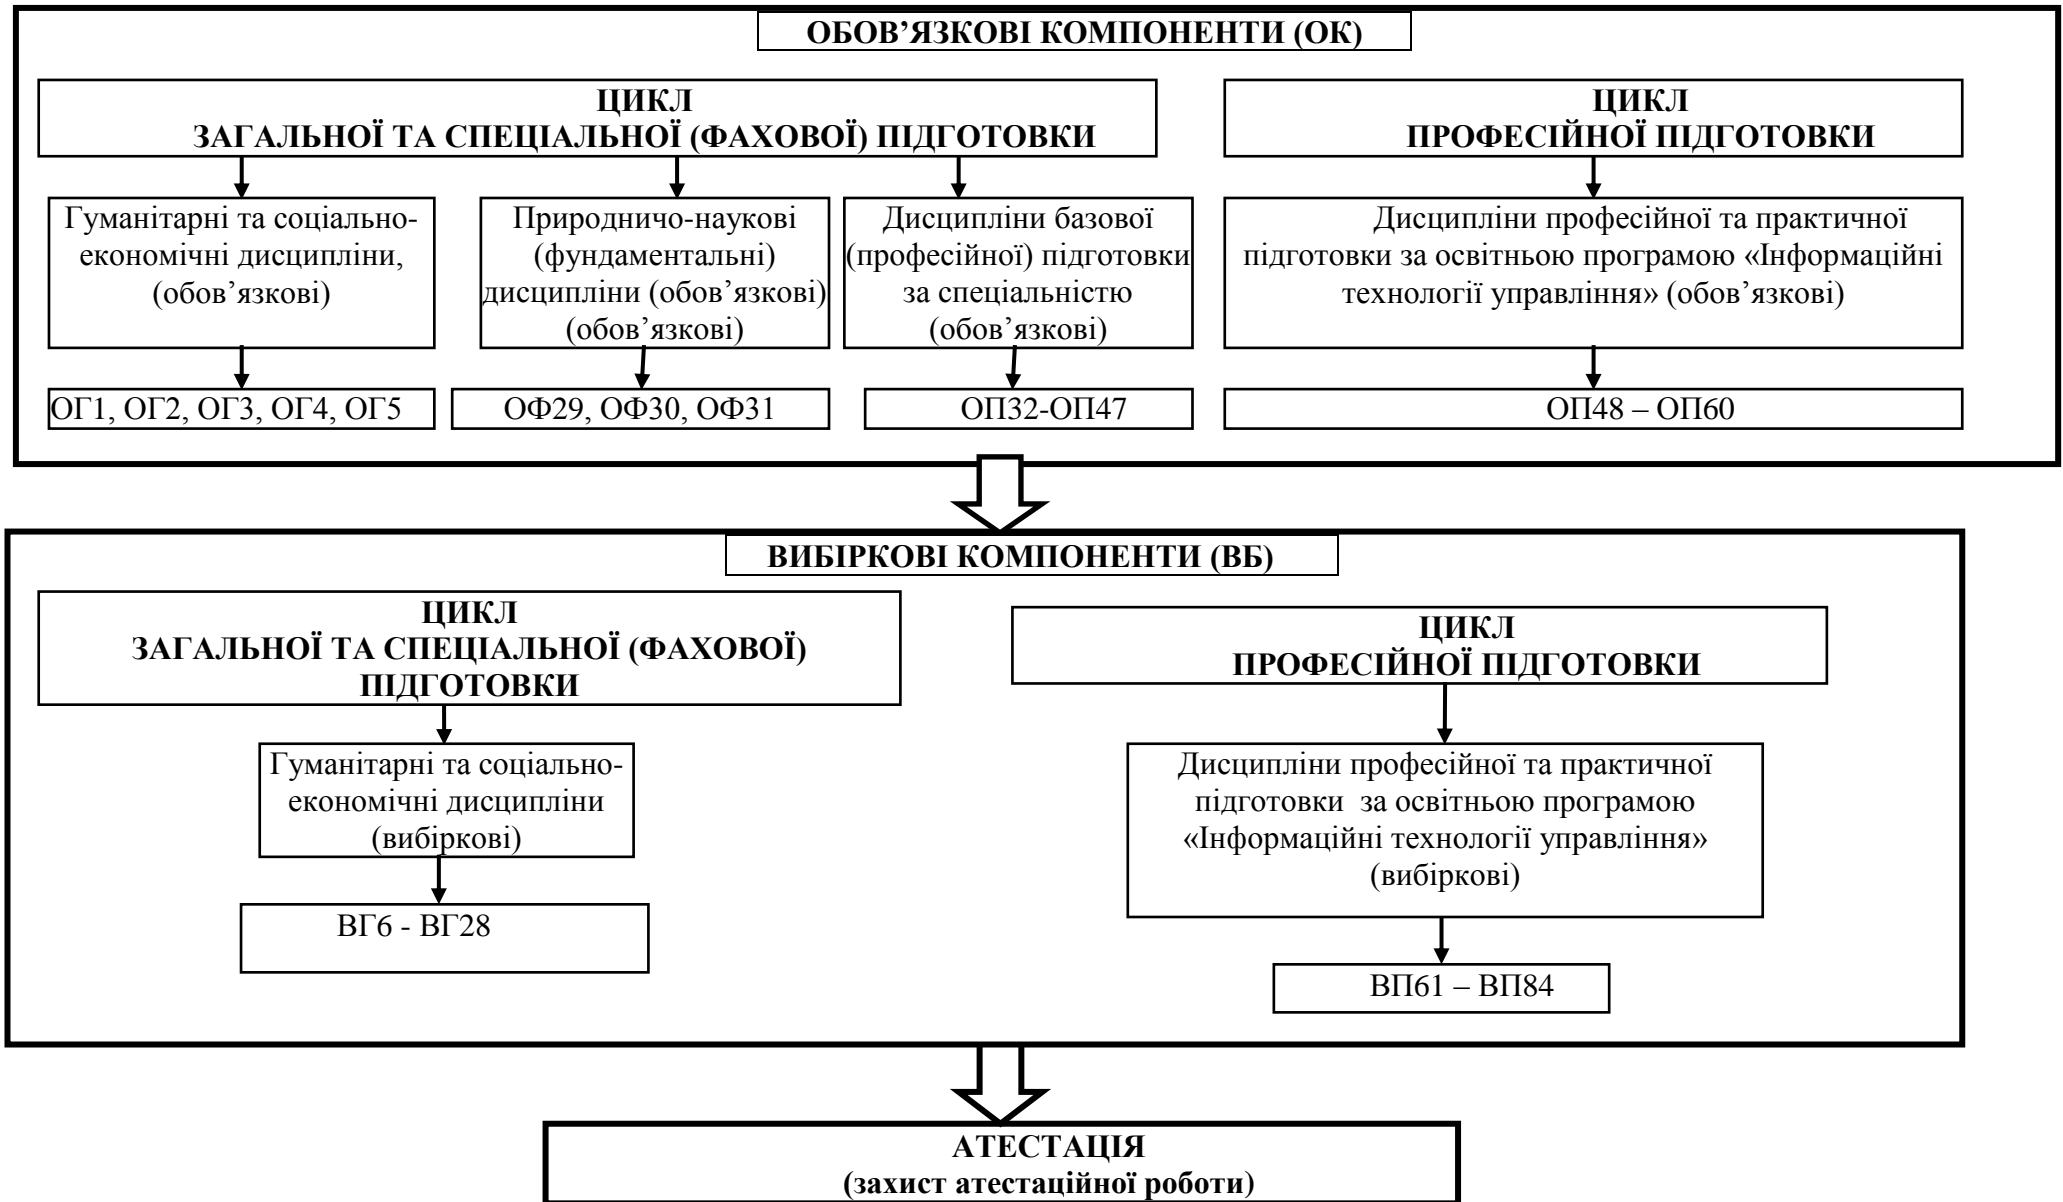 ОБОВ’ЯЗКОВІ КОМПОНЕНТИ (ОК)
ЦИКЛ
ЗАГАЛЬНОЇ ТА СПЕЦІАЛЬНОЇ (ФАХОВОЇ) ПІДГОТОВКИ
ЦИКЛ
ПРОФЕСІЙНОЇ ПІДГОТОВКИ
Гуманітарні та соціально-
економічні дисципліни,
(обов’язкові)
Природничо-наукові
(фундаментальні)
дисципліни (обов’язкові)
(обов’язкові)
Дисципліни базової
(професійної) підготовки
за спеціальністю
(обов’язкові)
Дисципліни професійної та практичної
підготовки за освітньою програмою «Інформаційні
технології управління» (обов’язкові)
ОГ1, ОГ2, ОГ3, ОГ4, ОГ5
ОФ29, ОФ30, ОФ31
ОП32-ОП47
ОП48 – ОП60
ВИБІРКОВІ КОМПОНЕНТИ (ВБ)
ЦИКЛ
ЗАГАЛЬНОЇ ТА СПЕЦІАЛЬНОЇ (ФАХОВОЇ)
ПІДГОТОВКИ
ЦИКЛ
ПРОФЕСІЙНОЇ ПІДГОТОВКИ
Гуманітарні та соціально-
економічні дисципліни
(вибіркові)
Дисципліни професійної та практичної
підготовки за освітньою програмою
«Інформаційні технології управління»
(вибіркові)
ВГ6 - ВГ28
ВП61 – ВП84
АТЕСТАЦІЯ
(захист атестаційної роботи)